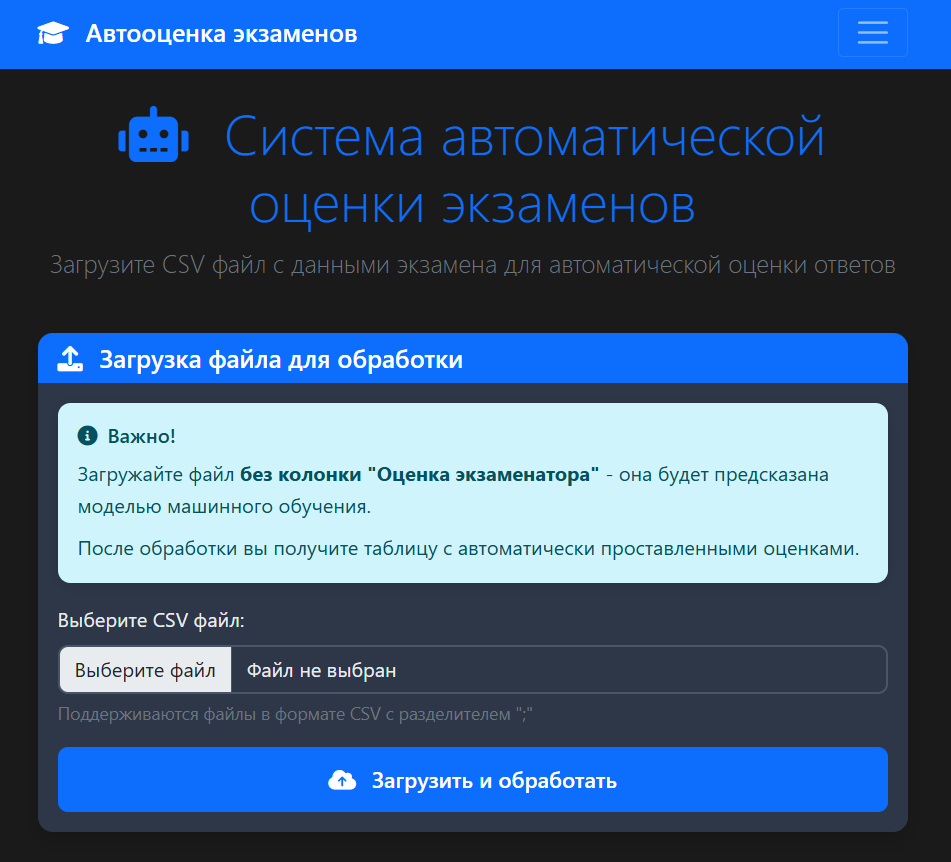 Автооценка экзаменов
Система автоматической
оценки экзаменов
Загрузите CSV файл с данными экзамена для автоматической оценки ответов
Загрузка файла для обработки
Важно!
Загружайте файл без колонки "Оценка экзаменатора" - она будет предсказана
моделью машинного обучения.
После обработки вы получите таблицу с автоматически проставленными оценками.
Выберите CSV файл:
Выберите файл Файл не выбран
Поддерживаются файлы в формате CSV с разделителем ";"
Загрузить и обработать